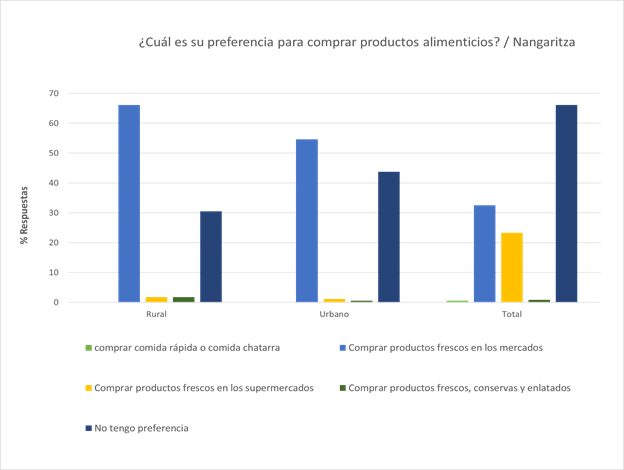 ¿Cuál es su preferencia para comprar productos alimenticios? / Nangaritza
70
60
50
40
30
20
10
0
% Respuestas
Rural
Urbano
Total
comprar comida rápida o comida chatarra
Comprar productos frescos en los mercados
Comprar productos frescos en los supermercados
Comprar productos frescos, conservas y enlatados
No tengo preferencia